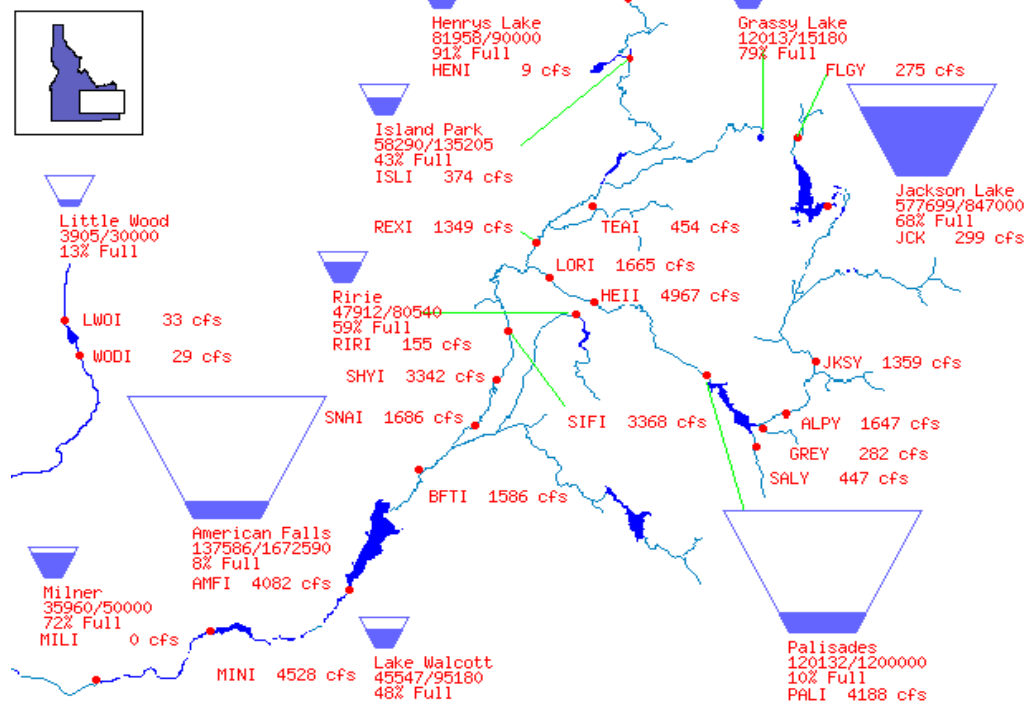 Henrys Lake
81958/90000
91% Full
HENI 9 cfs
Grassy Lake
12013/15180
79% Full
FLGY 275 cfs
Island Park
58290/135205
43% Full
ISLI 374 cfs
Jackson Lake
577699/847000
68% Full
JCK 299 cfs
Little Wood
3905/30000
13% Full
REXI 1349 cfs
TEAI 454 cfs
LORI 1665 cfs
HEII 4967 cfs
Ririe
47912/80540
59% Full
RIRI 155 cfs
LWOI 33 cfs
WODI 29 cfs
SHYI 3342 cfs
JKSY 1359 cfs
SNAI 1686 cfs
SIFI 3368 cfs
ALPY 1647 cfs
GREY 282 cfs
SALY 447 cfs
BFTI 1586 cfs
American Falls
137586/1672590
8% Full
AMFI 4082 cfs
Milner
35960/50000
72% Full
MILI 0 cfs
MINI 4528 cfs
Lake Walcott
45547/95180
48% Full
Palisades
120132/1200000
10% Full
PALI 4188 cfs